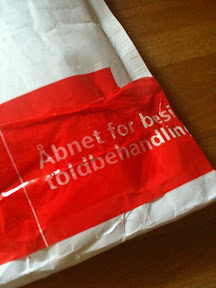 Åbnet for besi
toldbehandlin